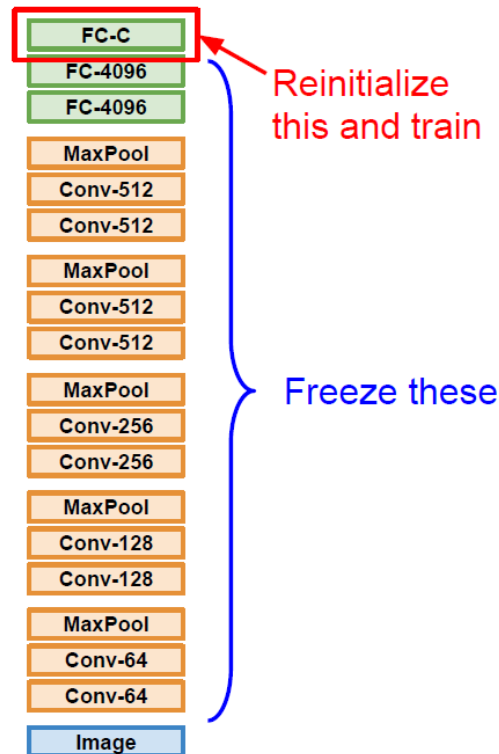 FC-C
FC-4096
FC-4096
Reinitialize
this and train
MaxPool
Conv-512
Conv-512
MaxPool
Conv-512
Conv-512
MaxPool
Conv-256
Conv-256
Freeze these
MaxPool
Conv-128
Conv-128
MaxPool
Conv-64
Conv-64
Image